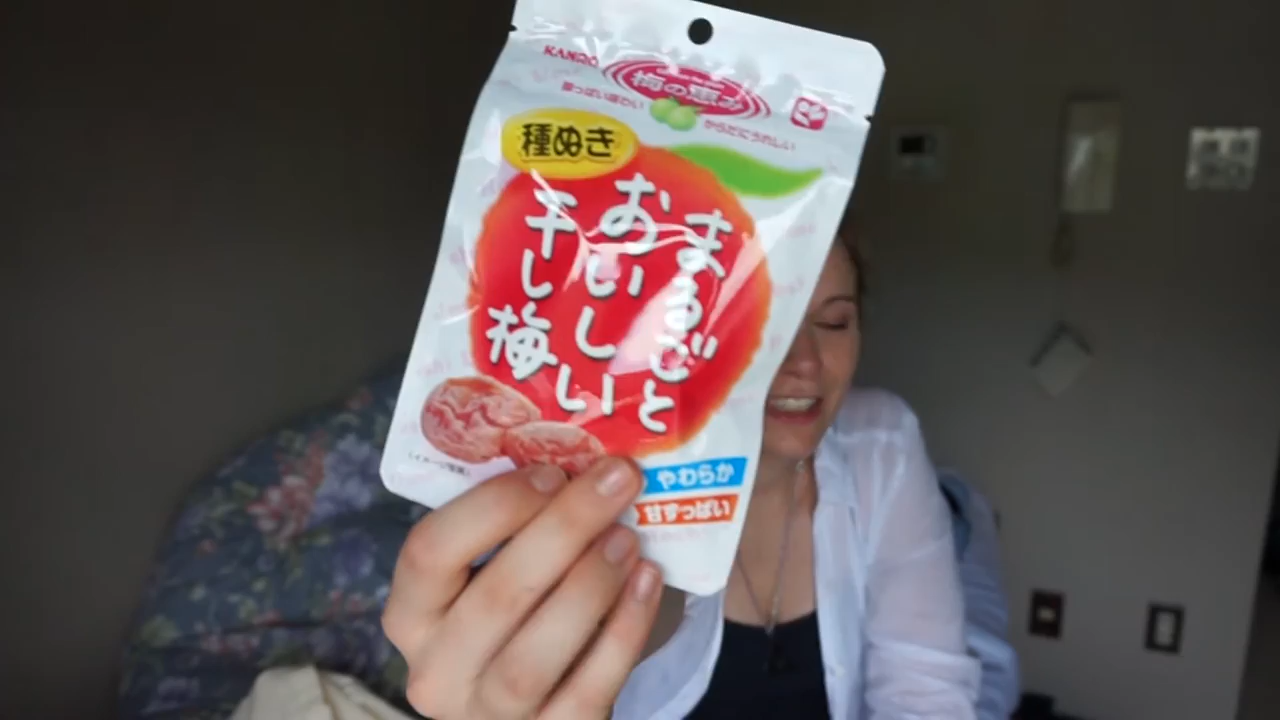 KANRO
梅の恵み
酸っぱい味わい
からだにうれしい
種ぬき
まるごと
おいしい
干し梅
やわらか
甘ずっぱい